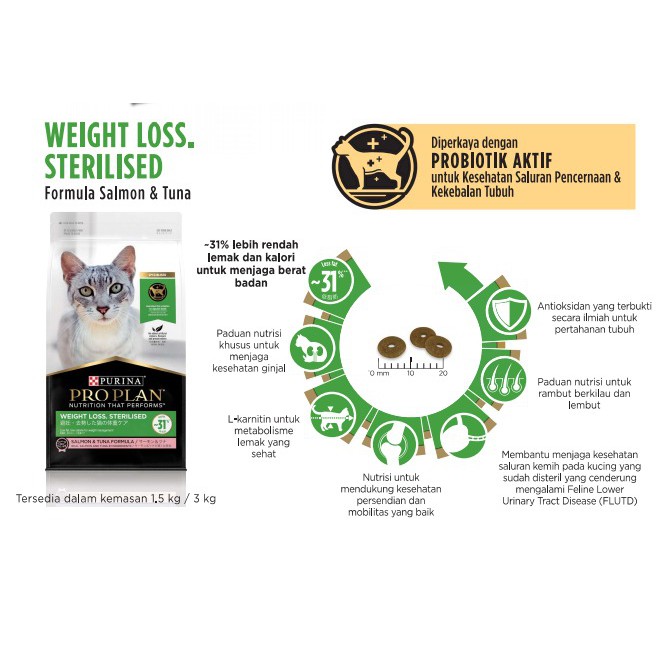 WEIGHT LOSS.
STERILISED
Formula Salmon & Tuna
Diperkaya dengan
PROBIOTIK AKTIF
untuk Kesehatan Saluran Pencernaan &
Kekebalan Tubuh
~31% lebih rendah
lemak dan kalori
untuk menjaga berat
badan
Less fat
~31%
Paduan nutrisi
khusus untuk
menjaga
kesehatan ginjal
L-karnitin untuk
metabolisme
lemak yang
sehat
Nutrisi untuk
mendukung kesehatan
persendian dan
mobilitas yang baik
Antioksidan yang terbukti
secara ilmiah untuk
pertahanan tubuh
Paduan nutrisi untuk
rambut berkilau dan
lembut
Membantu menjaga kesehatan
saluran kemih pada kucing yang
sudah disteril yang cenderung
mengalami Feline Lower
Urinary Tract Disease (FLUTD)
0 mm 10 20
PURINA
PRO PLAN
NUTRITION THAT PERFORMS
WEIGHT LOSS. STERILISED
~31%
SALMON & TUNA FORMULA
Tersedia dalam kemasan 1.5 kg / 3 kg